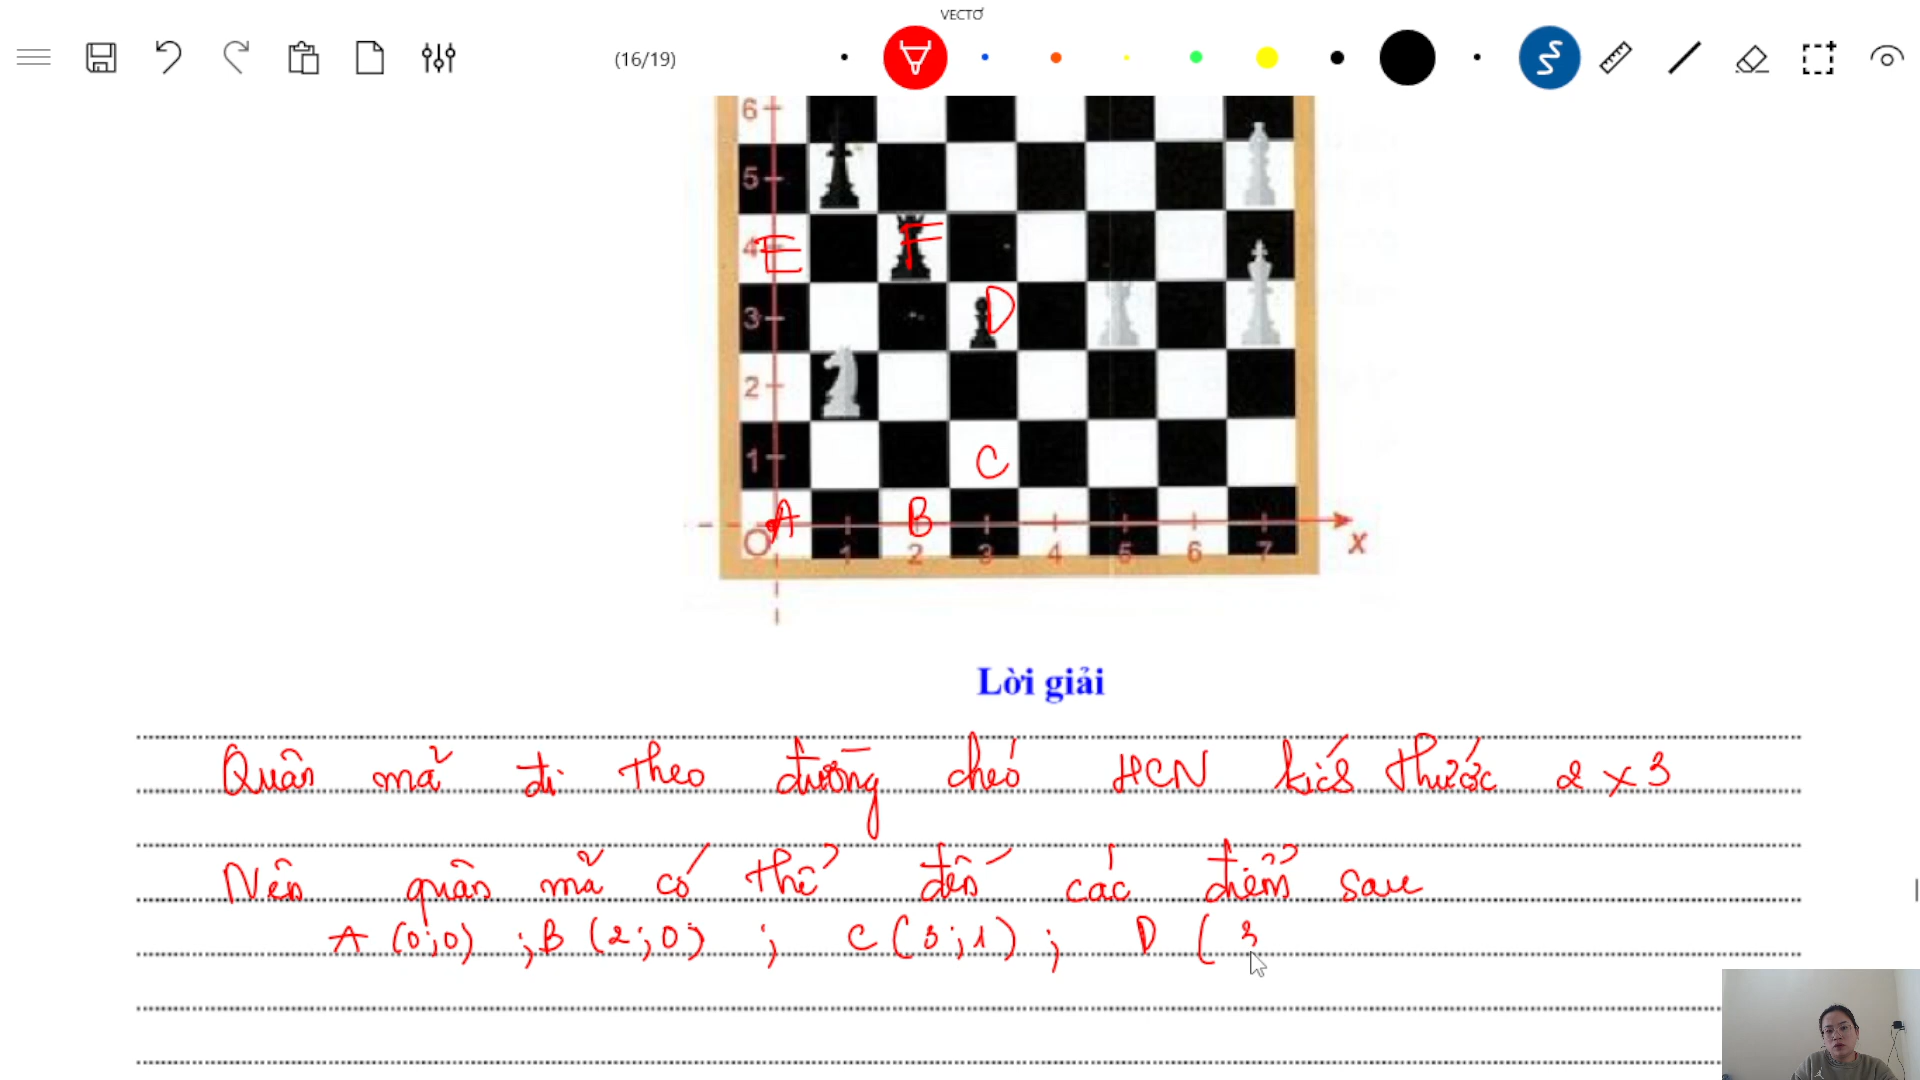 VECTƠ
(16/19)
6
5
4 E F
3 D
2
1 C
A B
O 1 2 3 4 5 6 7 x
Lời giải
Quân mã đi theo đường chéo HCN kích thước 2 x 3
Nên quân mã có thể đến các điểm sau
A (0;0) ; B (2;0) ; C (3;1) ; D ( 3